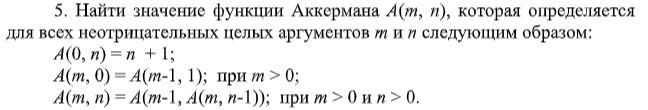 5. Найти значение функции Аккермана A(m, n), которая определяется
для всех неотрицательных целых аргументов m и n следующим образом:
A(0, n) = n + 1;
A(m, 0) = A(m-1, 1); при m > 0;
A(m, n) = A(m-1, A(m, n-1)); при m > 0 и n > 0.